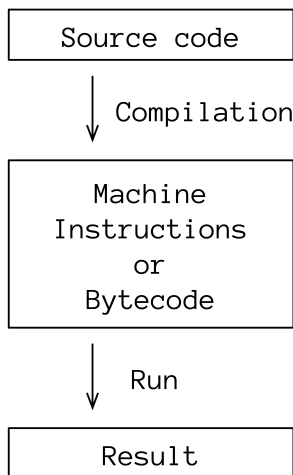 Source code
Compilation
Machine
Instructions
or
Bytecode
Run
Result